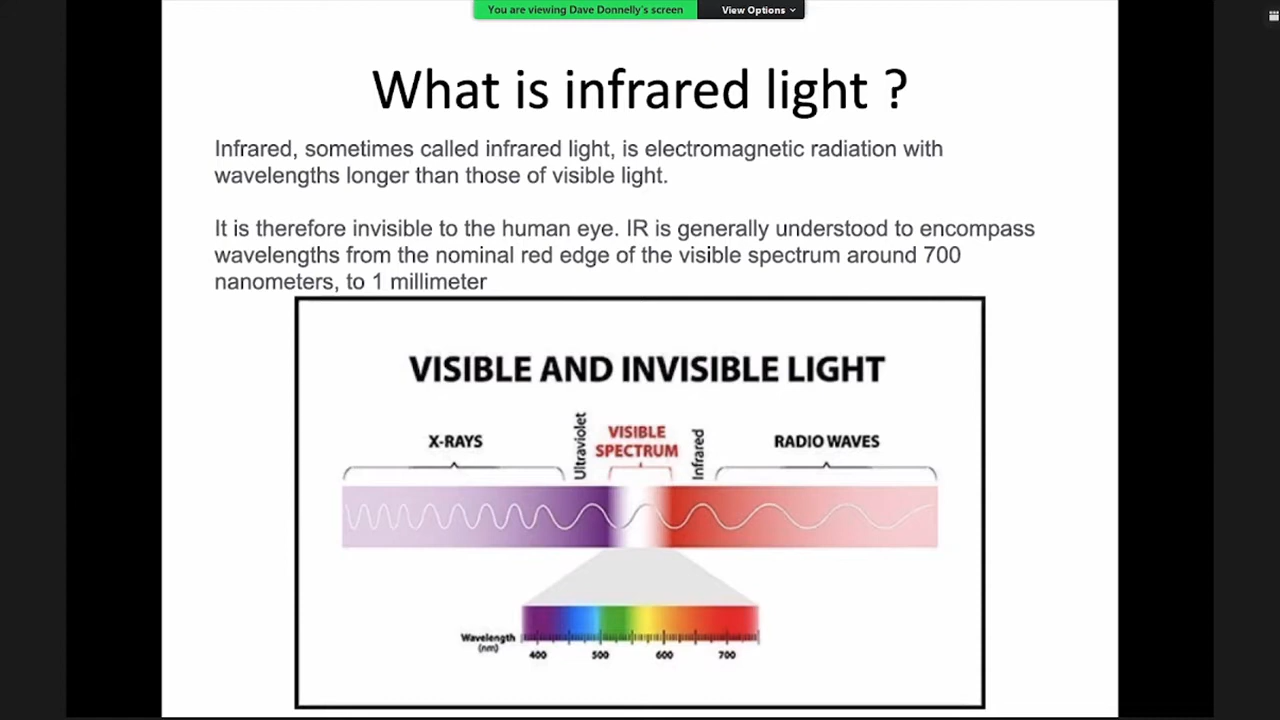 You are viewing Dave Donnelly's screen
View Options
What is infrared light ?
Infrared, sometimes called infrared light, is electromagnetic radiation with
wavelengths longer than those of visible light.
It is therefore invisible to the human eye. IR is generally understood to encompass
wavelengths from the nominal red edge of the visible spectrum around 700
nanometers, to 1 millimeter
VISIBLE AND INVISIBLE LIGHT
X-RAYS
Ultraviolet
VISIBLE
SPECTRUM
Infrared
RADIO WAVES
Wavelength
(nm)
400 500 600 700